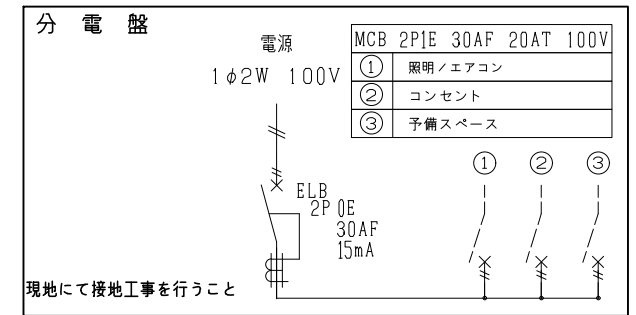 分 電 盤
電源
1φ2W 100V
MCB 2P1E 30AF 20AT 100V
① 照明/エアコン
② コンセント
③ 予備スペース
① ② ③
ELB
2P 0E
30AF
15mA
現地にて接地工事を行うこと